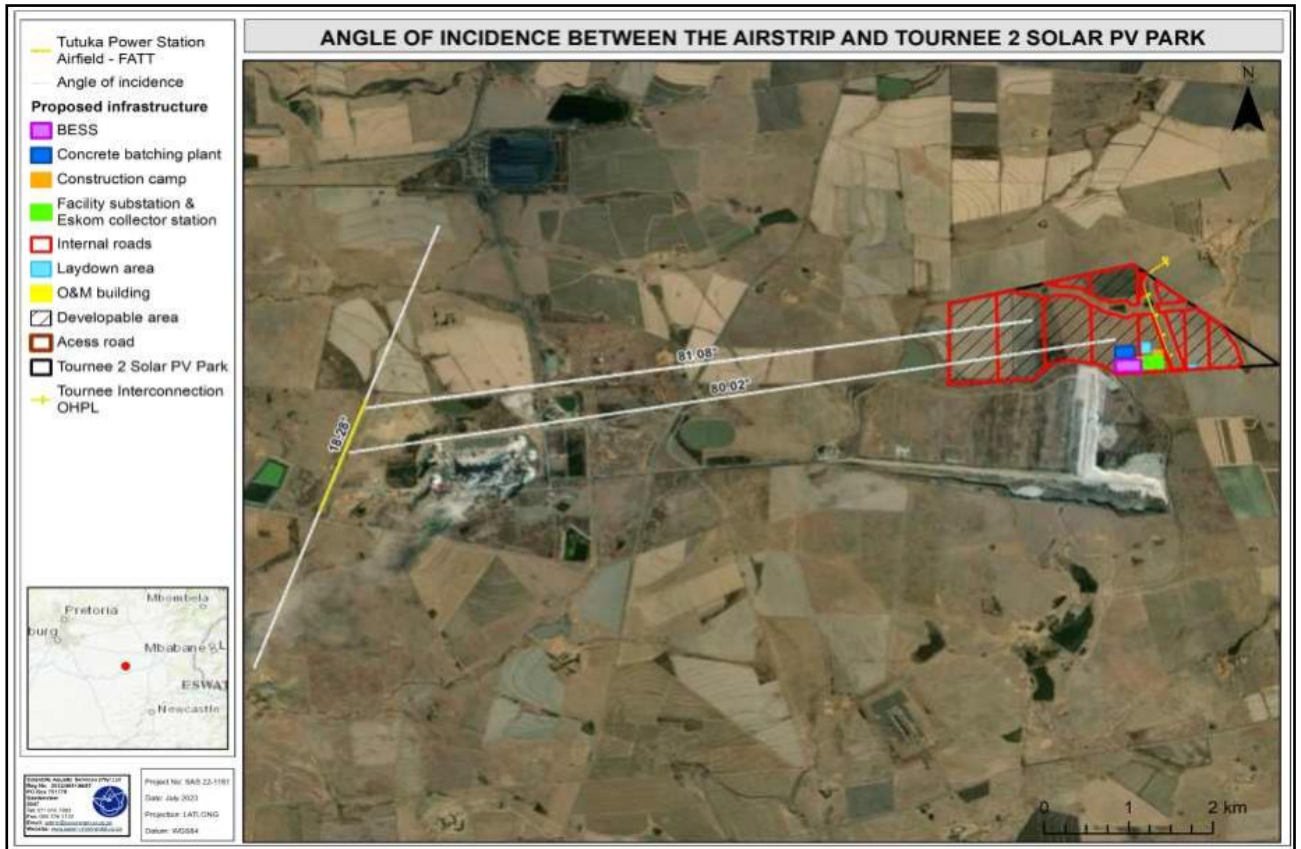 ANGLE OF INCIDENCE BETWEEN THE AIRSTRIP AND TOURNEE 2 SOLAR PV PARK
Tutuka Power Station
Airfield - FATT
Angle of incidence
Proposed infrastructure
BESS
Concrete batching plant
Construction camp
Facility substation &
Eskom collector station
Internal roads
Laydown area
O&M building
Developable area
Acess road
Tournee 2 Solar PV Park
Tournee Interconnection
OHPL
N
81.08°
80.02°
18.28°
0 1 2 km
Mbombela
Pretoria
burg
Mbabane
ESWAT
Newcastle
Project No: SAS 22-1161
Date: July 2023
Projection: LATLONG
Datum: WGS84